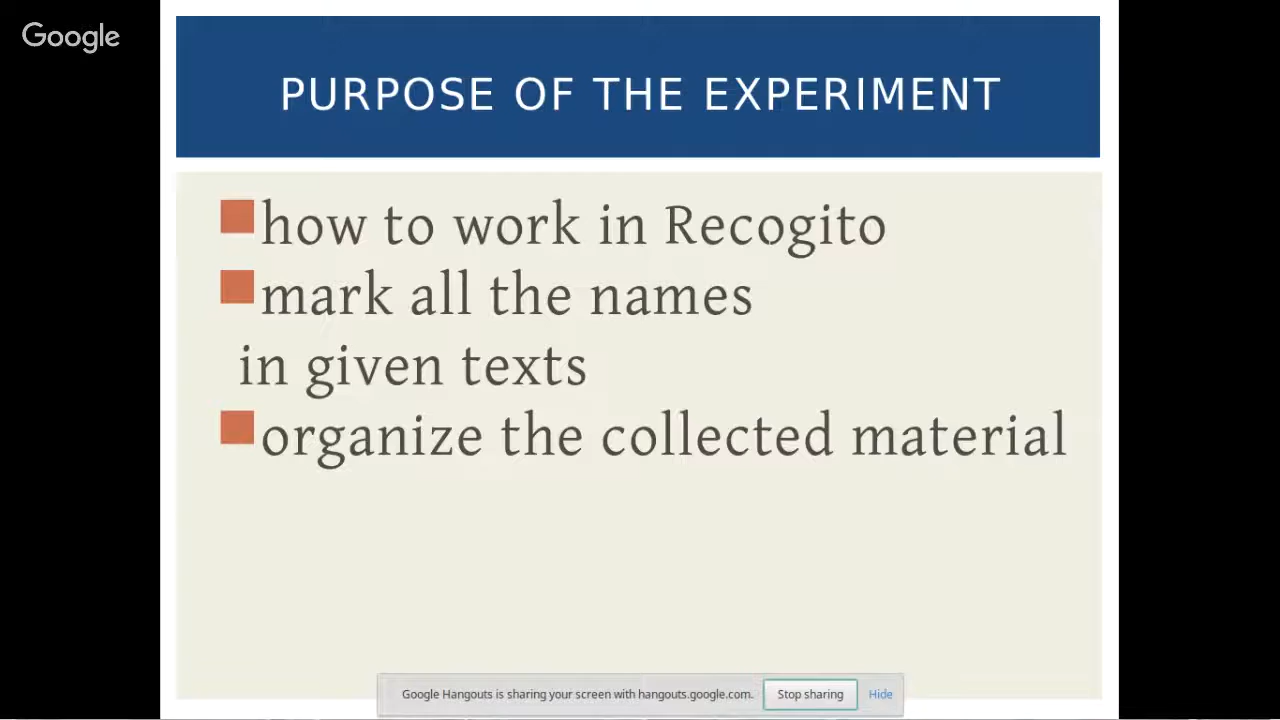 Google
PURPOSE OF THE EXPERIMENT
how to work in Recogito
mark all the names
in given texts
organize the collected material
Google Hangouts is sharing your screen with hangouts.google.com. Stop sharing Hide